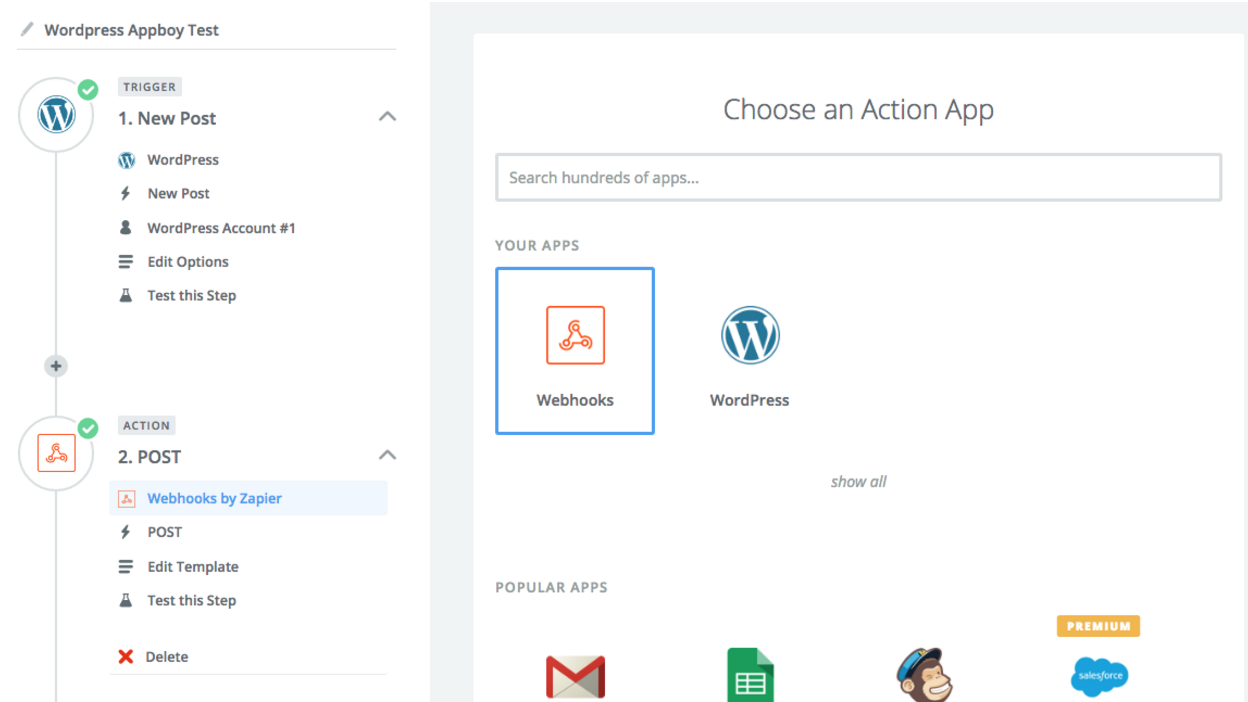 Wordpress Appboy Test
TRIGGER
1. New Post
WordPress
New Post
WordPress Account #1
Edit Options
Test this Step
ACTION
2. POST
Webhooks by Zapier
POST
Edit Template
Test this Step
Delete
Choose an Action App
Search hundreds of apps...
YOUR APPS
Webhooks
WordPress
show all
POPULAR APPS
PREMIUM
salesforce